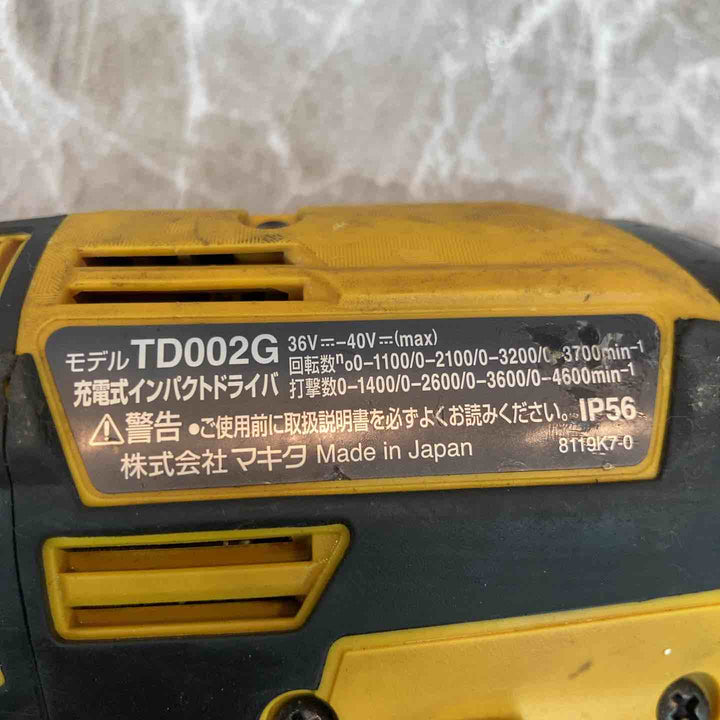 モデル TD002G 36V⎓–40V⎓(max)
回転数n₀0–1100/0–2100/0–3200/0–3700min⁻¹
充電式インパクトドライバ 打撃数0–1400/0–2600/0–3600/0–4600min⁻¹
⚠警告 •ご使用前に取扱説明書を必ずよくお読みください。 IP56
株式会社 マキタ Made in Japan 8119K7-0